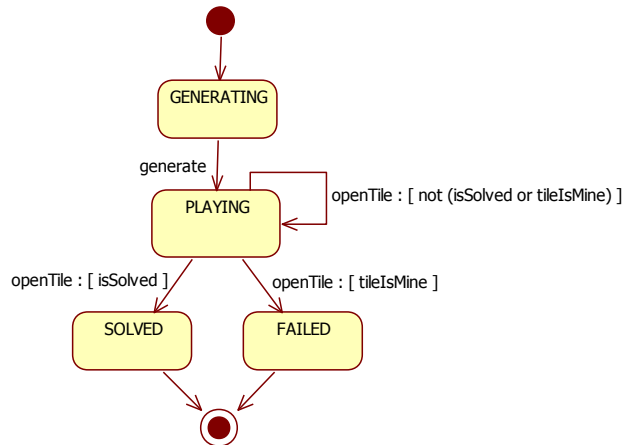 GENERATING
generate
openTile : [ not (isSolved or tileIsMine) ]
PLAYING
openTile : [ isSolved ]
openTile : [ tileIsMine ]
SOLVED
FAILED